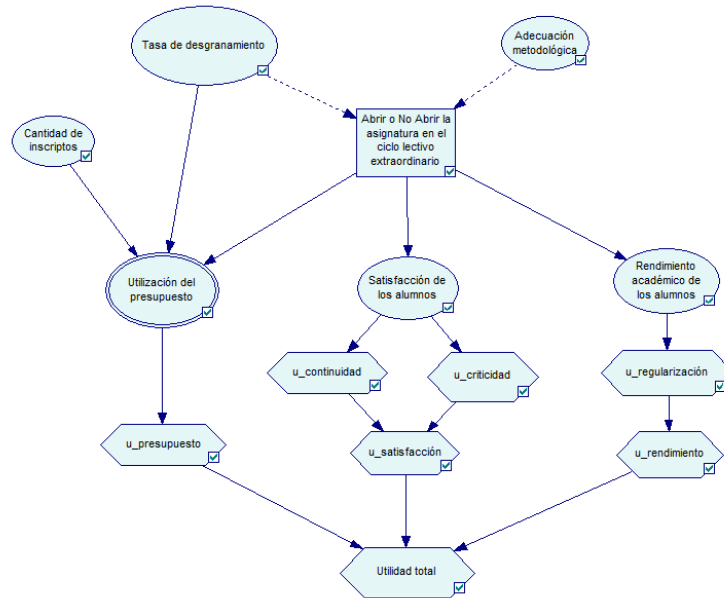 Tasa de desgranamiento
Adecuación
metodológica
Cantidad de
inscriptos
Abrir o No Abrir la
asignatura en el
ciclo lectivo
extraordinario
Utilización del
presupuesto
Satisfacción de
los alumnos
Rendimiento
académico de
los alumnos
u_continuidad
u_criticidad
u_regularización
u_presupuesto
u_satisfacción
u_rendimiento
Utilidad total